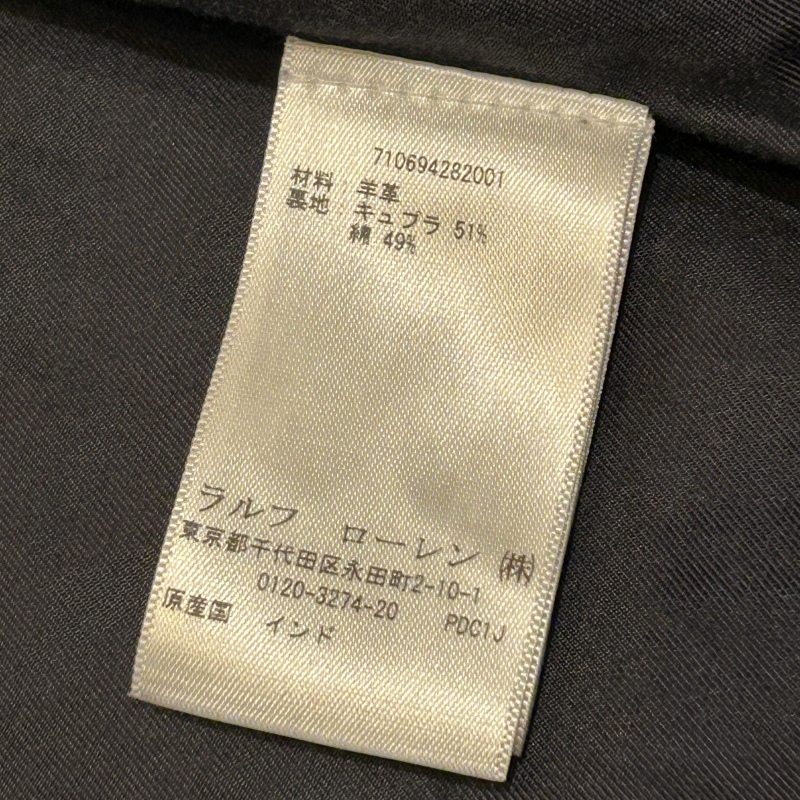 710694282001
材料：羊革
裏地：キュプラ 51%
綿 49%
ラルフ　ローレン ㈱
東京都千代田区永田町2-10-1
0120-3274-20　PDC1J
原産国　インド